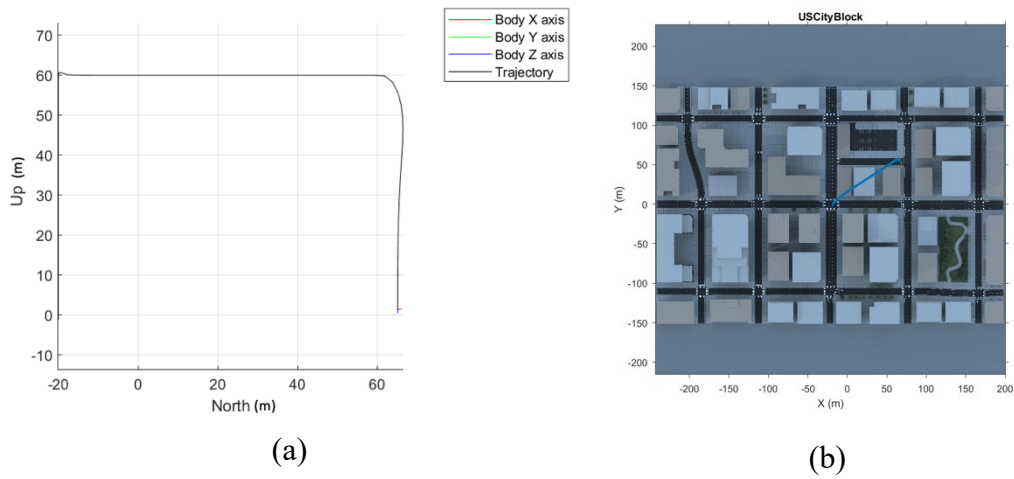 Body X axis
Body Y axis
Body Z axis
Trajectory
70
60
50
40
30
20
10
0
-10
Up (m)
-20 0 20 40 60
North (m)
(a)
USCityBlock
200
150
100
50
0
-50
-100
-150
-200
Y (m)
-200 -150 -100 -50 0 50 100 150 200
X (m)
(b)